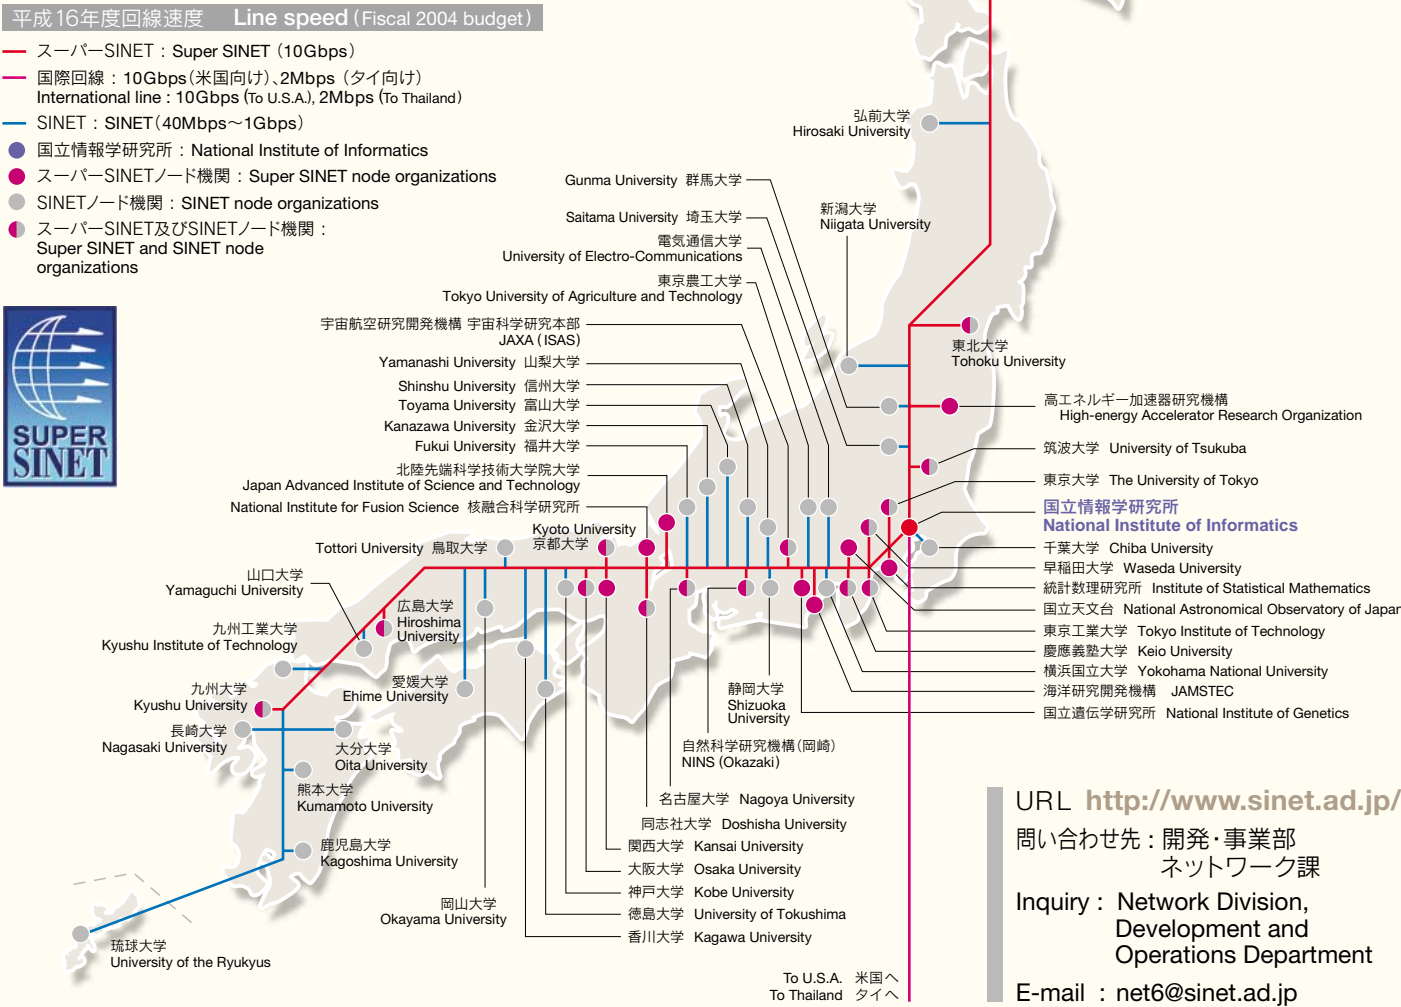 平成16年度回線速度 Line speed (Fiscal 2004 budget)
スーパーSINET : Super SINET (10Gbps)
国際回線 : 10Gbps(米国向け)、2Mbps (タイ向け)
International line : 10Gbps (To U.S.A.), 2Mbps (To Thailand)
SINET : SINET(40Mbps~1Gbps)
国立情報学研究所 : National Institute of Informatics
スーパーSINETノード機関 : Super SINET node organizations
SINETノード機関 : SINET node organizations
スーパーSINET及びSINETノード機関 :
Super SINET and SINET node
organizations
SUPER
SINET
弘前大学
Hirosaki University
Gunma University 群馬大学
Saitama University 埼玉大学
電気通信大学
University of Electro-Communications
東京農工大学
Tokyo University of Agriculture and Technology
宇宙航空研究開発機構 宇宙科学研究本部
JAXA (ISAS)
Yamanashi University 山梨大学
Shinshu University 信州大学
Toyama University 富山大学
Kanazawa University 金沢大学
Fukui University 福井大学
北陸先端科学技術大学院大学
Japan Advanced Institute of Science and Technology
National Institute for Fusion Science 核融合科学研究所
Kyoto University
京都大学
Tottori University 鳥取大学
山口大学
Yamaguchi University
九州工業大学
Kyushu Institute of Technology
九州大学
Kyushu University
長崎大学
Nagasaki University
広島大学
Hiroshima
University
愛媛大学
Ehime University
大分大学
Oita University
熊本大学
Kumamoto University
鹿児島大学
Kagoshima University
琉球大学
University of the Ryukyus
岡山大学
Okayama University
新潟大学
Niigata University
東北大学
Tohoku University
高エネルギー加速器研究機構
High-energy Accelerator Research Organization
筑波大学 University of Tsukuba
東京大学 The University of Tokyo
国立情報学研究所
National Institute of Informatics
千葉大学 Chiba University
早稲田大学 Waseda University
統計数理研究所 Institute of Statistical Mathematics
国立天文台 National Astronomical Observatory of Japan
東京工業大学 Tokyo Institute of Technology
慶應義塾大学 Keio University
横浜国立大学 Yokohama National University
海洋研究開発機構 JAMSTEC
国立遺伝学研究所 National Institute of Genetics
静岡大学
Shizuoka
University
自然科学研究機構(岡崎)
NINS (Okazaki)
名古屋大学 Nagoya University
同志社大学 Doshisha University
関西大学 Kansai University
大阪大学 Osaka University
神戸大学 Kobe University
徳島大学 University of Tokushima
香川大学 Kagawa University
To U.S.A. 米国へ
To Thailand タイへ
URL http://www.sinet.ad.jp/
問い合わせ先 : 開発・事業部
ネットワーク課
Inquiry : Network Division,
Development and
Operations Department
E-mail : net6@sinet.ad.jp